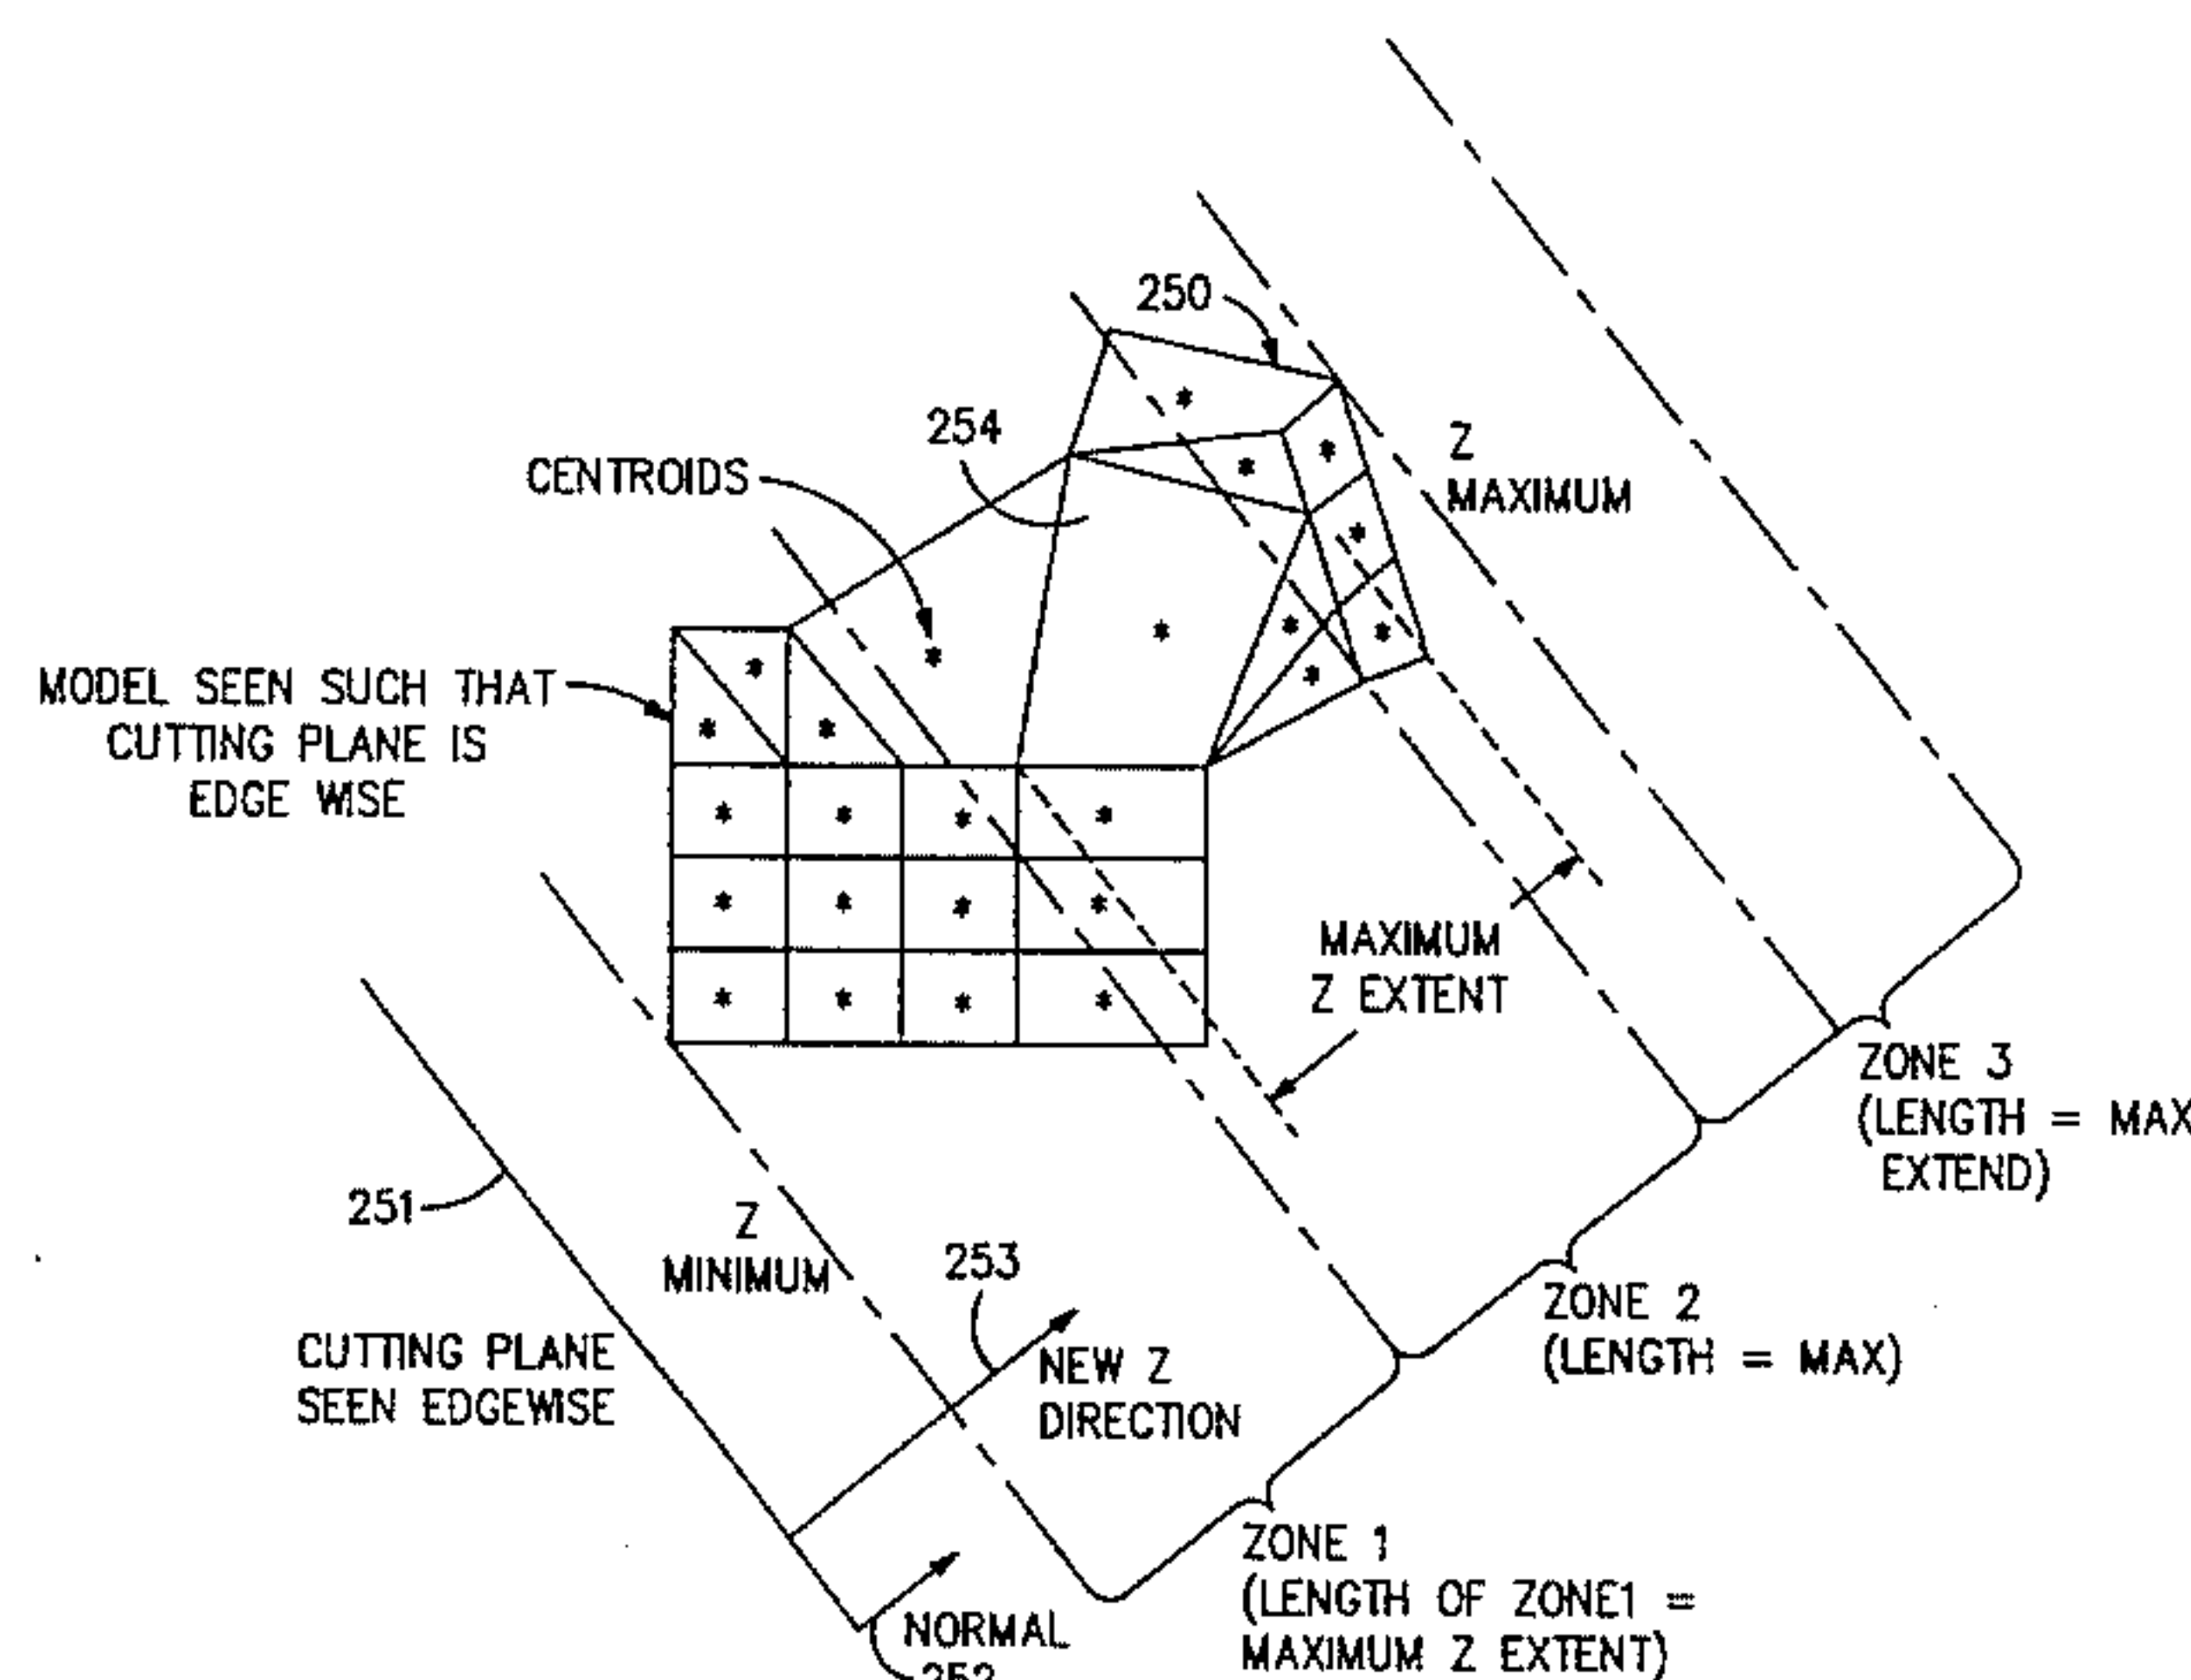 250
254
CENTROIDS
Z
MAXIMUM
MODEL SEEN SUCH THAT
CUTTING PLANE IS
EDGE WISE
MAXIMUM
Z EXTENT
ZONE 3
(LENGTH = MAX
EXTEND)
251
Z
MINIMUM
253
NEW Z
DIRECTION
ZONE 2
(LENGTH = MAX)
CUTTING PLANE
SEEN EDGEWISE
ZONE 1
(LENGTH OF ZONE1 =
MAXIMUM Z EXTENT)
NORMAL
252